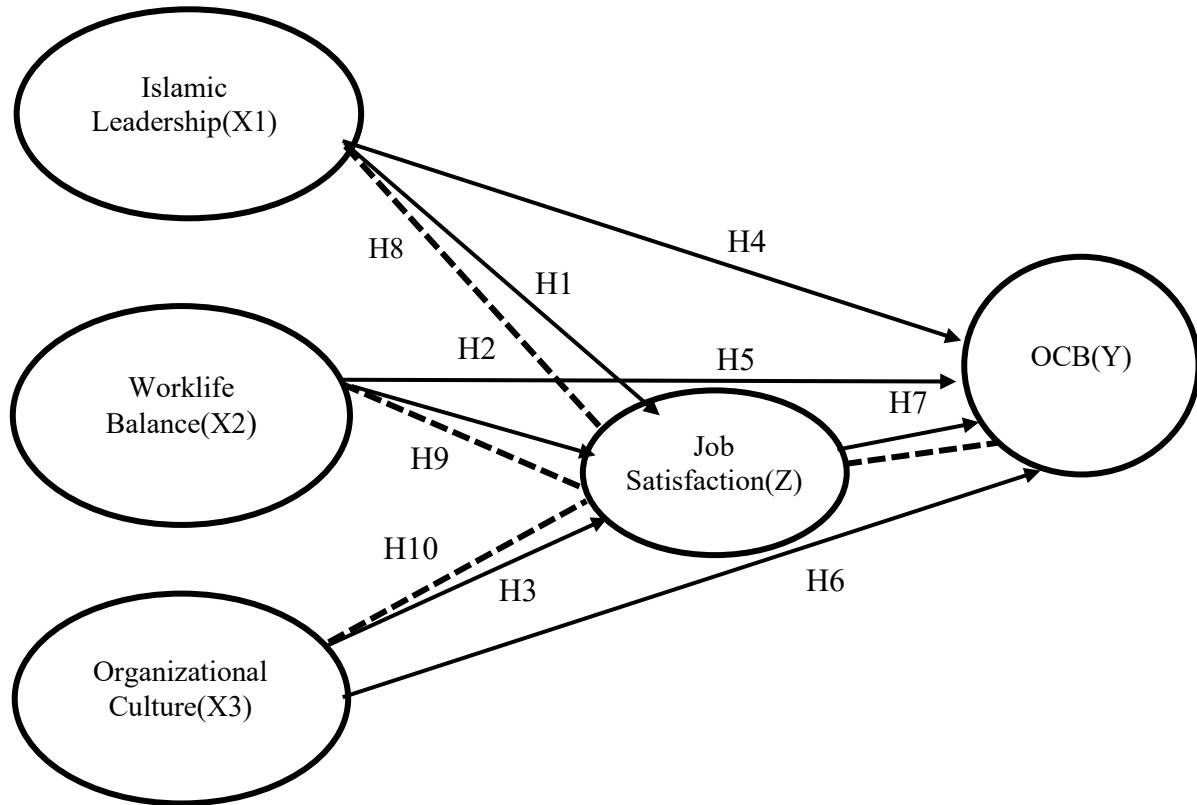 Islamic
Leadership(X1)
H4
H8
H1
H2
H5
OCB(Y)
Worklife
Balance(X2)
H7
H9
Job
Satisfaction(Z)
H10
H3
H6
Organizational
Culture(X3)